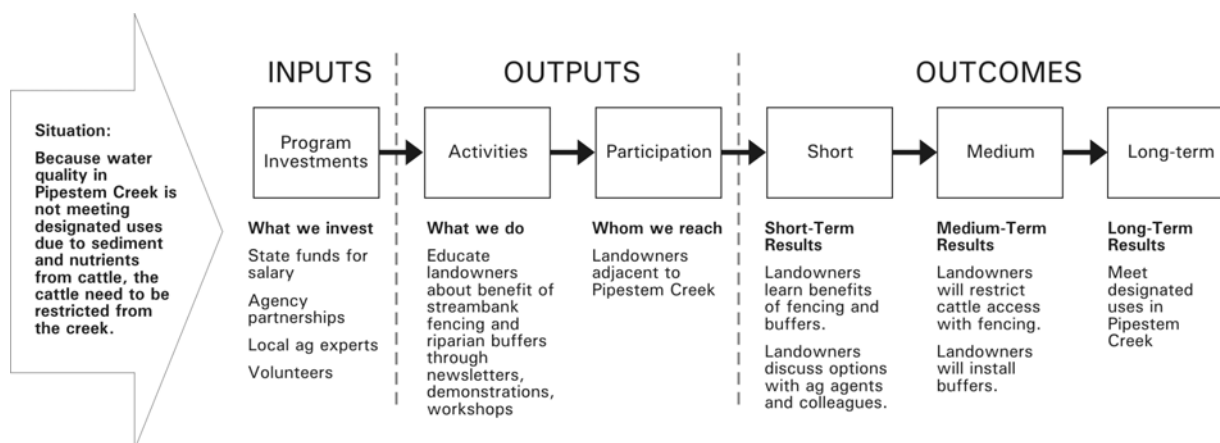 INPUTS
OUTPUTS
OUTCOMES
Situation:
Because water
quality in
Pipestem Creek is
not meeting
designated uses
due to sediment
and nutrients
from cattle, the
cattle need to be
restricted from
the creek.
Program
Investments
Activities
Participation
Short
Medium
Long-term
What we invest
State funds for
salary
Agency
partnerships
Local ag experts
Volunteers
What we do
Educate
landowners
about benefit of
streambank
fencing and
riparian buffers
through
newsletters,
demonstrations,
workshops
Whom we reach
Landowners
adjacent to
Pipestem Creek
Short-Term
Results
Landowners
learn benefits
of fencing and
buffers.
Landowners
discuss options
with ag agents
and colleagues.
Medium-Term
Results
Landowners
will restrict
cattle access
with fencing.
Landowners
will install
buffers.
Long-Term
Results
Meet
designated
uses in
Pipestem
Creek